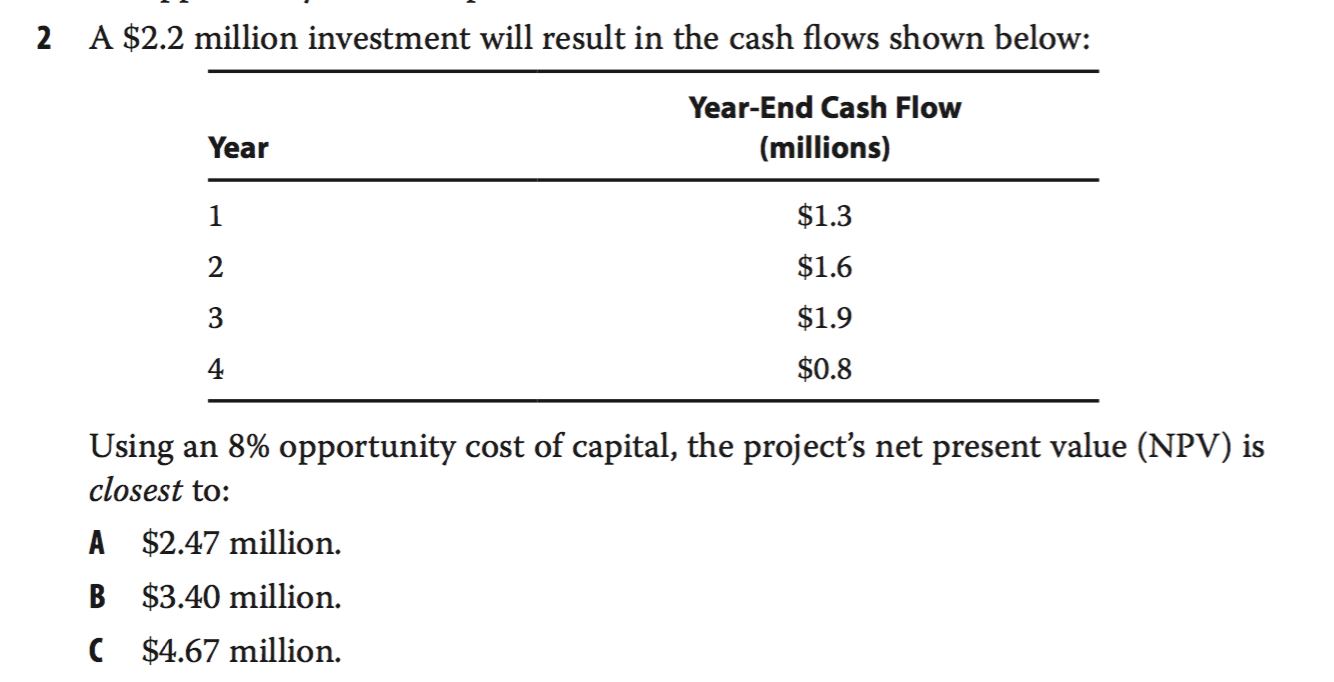 2 A $2.2 million investment will result in the cash flows shown below:
Year-End Cash Flow
Year (millions)
1 $1.3
2 $1.6
3 $1.9
4 $0.8
Using an 8% opportunity cost of capital, the project’s net present value (NPV) is
closest to:
A $2.47 million.
B $3.40 million.
C $4.67 million.